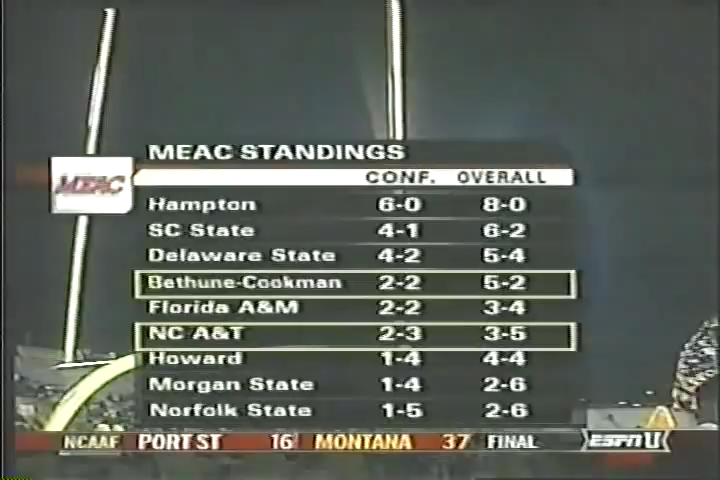 MEAC STANDINGS
MEAC CONF. OVERALL
Hampton 6-0 8-0
SC State 4-1 6-2
Delaware State 4-2 5-4
Bethune-Cookman 2-2 5-2
Florida A&M 2-2 3-4
NC A&T 2-3 3-5
Howard 1-4 4-4
Morgan State 1-4 2-6
Norfolk State 1-5 2-6
NCAAF PORT ST 16 MONTANA 37 FINAL ESPNU